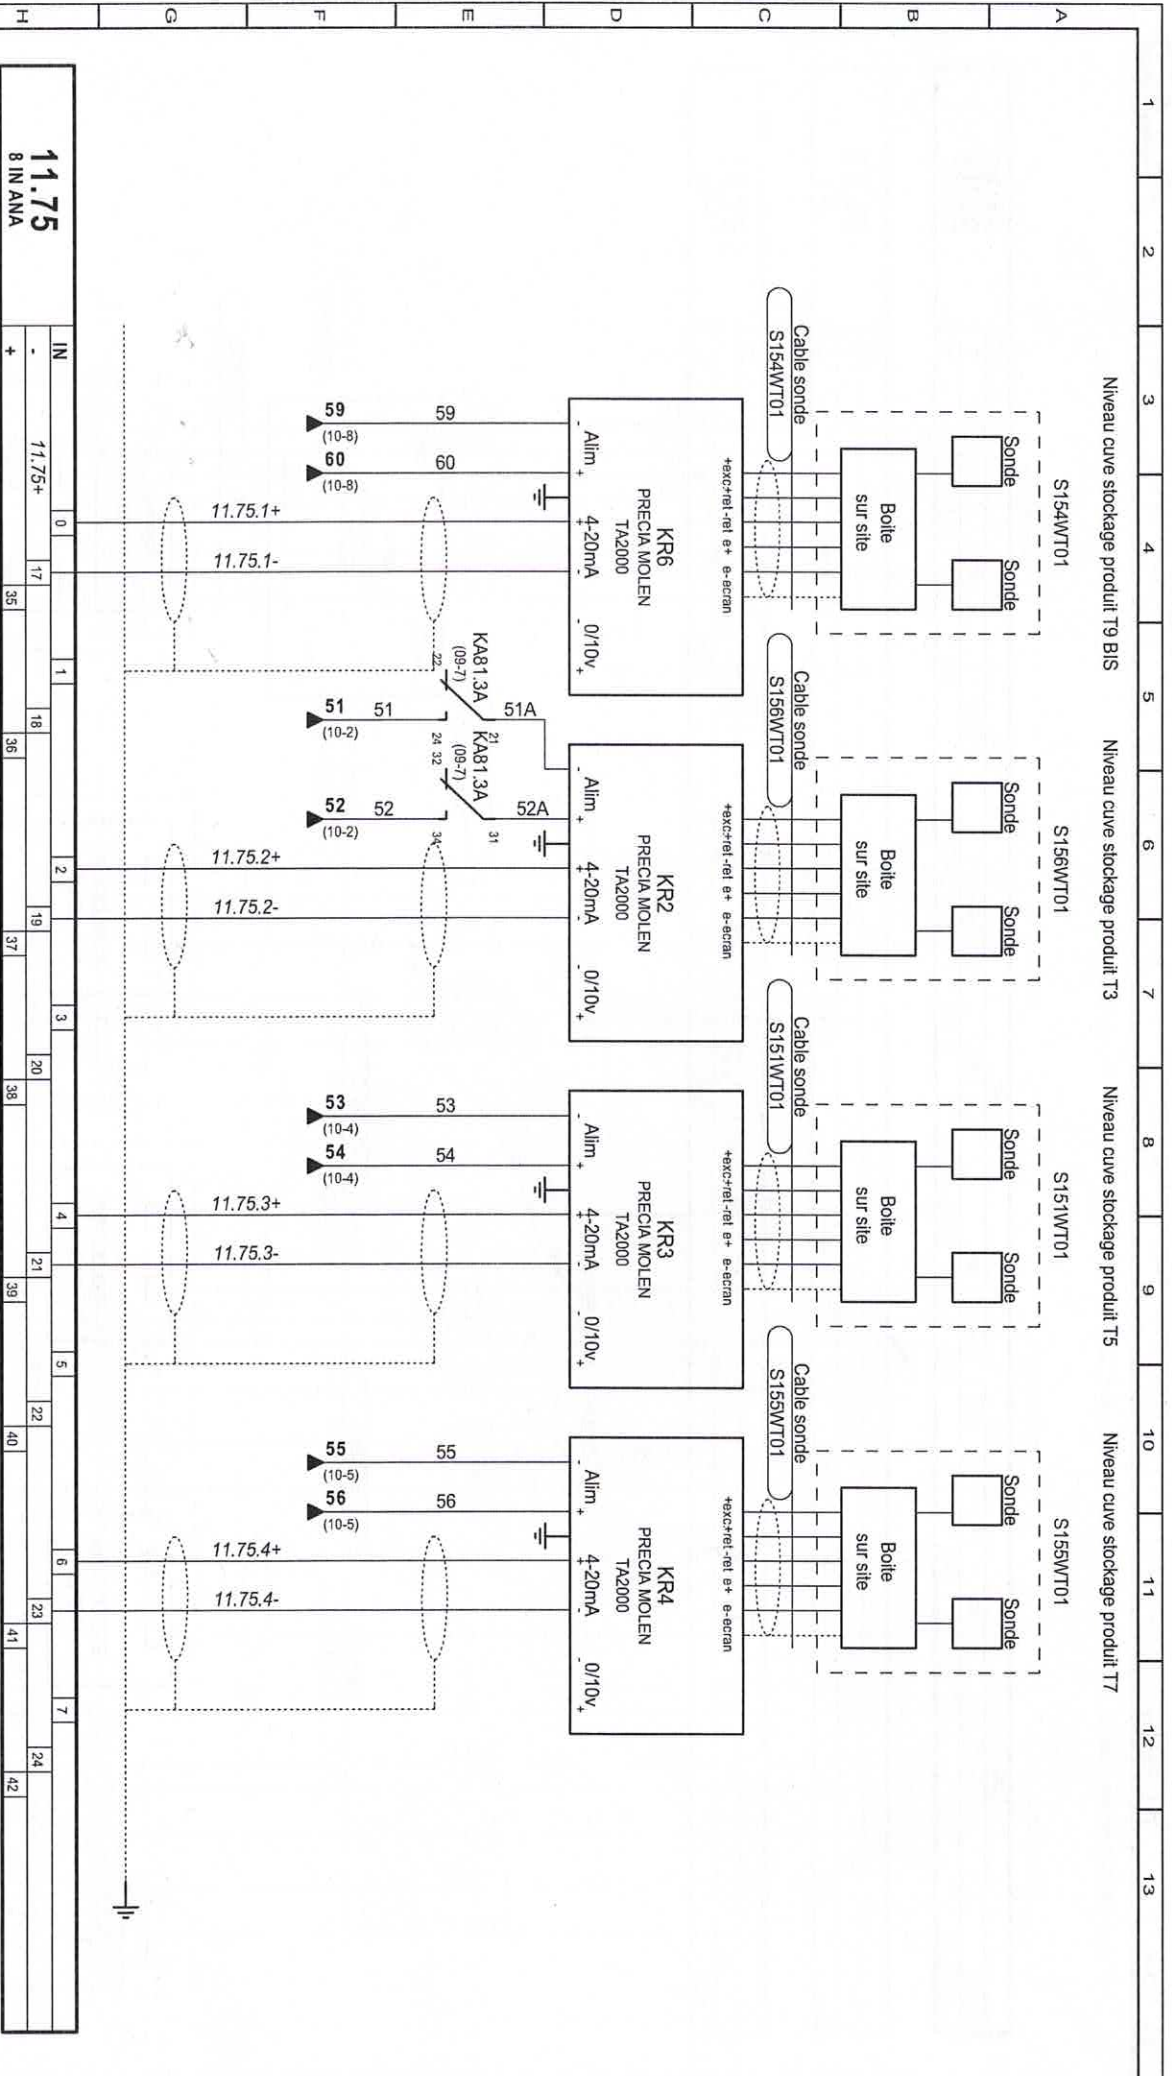 1 2 3 4 5 6 7 8 9 10 11 12 13
A
B
C
D
E
F
G
H
Niveau cuve stockage produit T9 BIS
Niveau cuve stockage produit T3
Niveau cuve stockage produit T5
Niveau cuve stockage produit T7
S154WT01
S156WT01
S151WT01
S155WT01
Sonde Sonde
Sonde Sonde
Sonde Sonde
Sonde Sonde
Boite
sur site
Boite
sur site
Boite
sur site
Boite
sur site
Cable sonde
S154WT01
Cable sonde
S156WT01
Cable sonde
S151WT01
Cable sonde
S155WT01
+exc+ret-ret e+ e-ecran
KR6
PRECIA MOLEN
TA2000
- Alim + + 4-20mA - - 0/10v +
+exc+ret-ret e+ e-ecran
KR2
PRECIA MOLEN
TA2000
- Alim + + 4-20mA - - 0/10v +
+exc+ret-ret e+ e-ecran
KR3
PRECIA MOLEN
TA2000
- Alim + + 4-20mA - - 0/10v +
+exc+ret-ret e+ e-ecran
KR4
PRECIA MOLEN
TA2000
- Alim + + 4-20mA - - 0/10v +
59 60
59
(10-8)
60
(10-8)
51A 52A
21 31
KA81.3A
(09-7)
22 24
KA81.3A
(09-7)
32 34
51 52
51
(10-2)
52
(10-2)
53 54
53
(10-4)
54
(10-4)
55 56
55
(10-5)
56
(10-5)
11.75.1+ 11.75.1-
11.75.2+ 11.75.2-
11.75.3+ 11.75.3-
11.75.4+ 11.75.4-
11.75
8 IN ANA
IN 0 1 2 3 4 5 6 7
- 11.75+ 17 18 19 20 21 22 23 24
+ 35 36 37 38 39 40 41 42